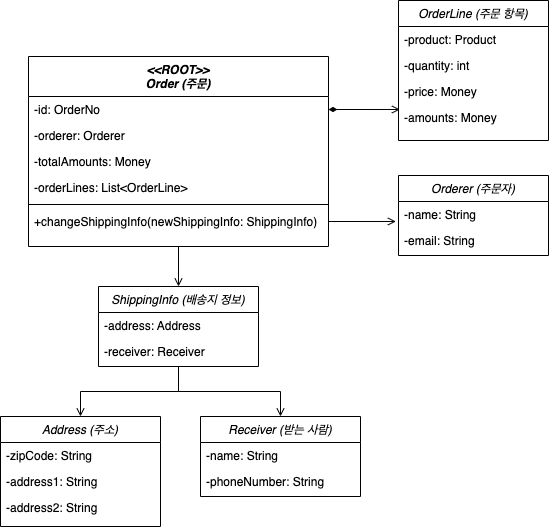 <<ROOT>>
Order (주문)
-id: OrderNo
-orderer: Orderer
-totalAmounts: Money
-orderLines: List<OrderLine>
+changeShippingInfo(newShippingInfo: ShippingInfo)
OrderLine (주문 항목)
-product: Product
-quantity: int
-price: Money
-amounts: Money
Orderer (주문자)
-name: String
-email: String
ShippingInfo (배송지 정보)
-address: Address
-receiver: Receiver
Address (주소)
-zipCode: String
-address1: String
-address2: String
Receiver (받는 사람)
-name: String
-phoneNumber: String